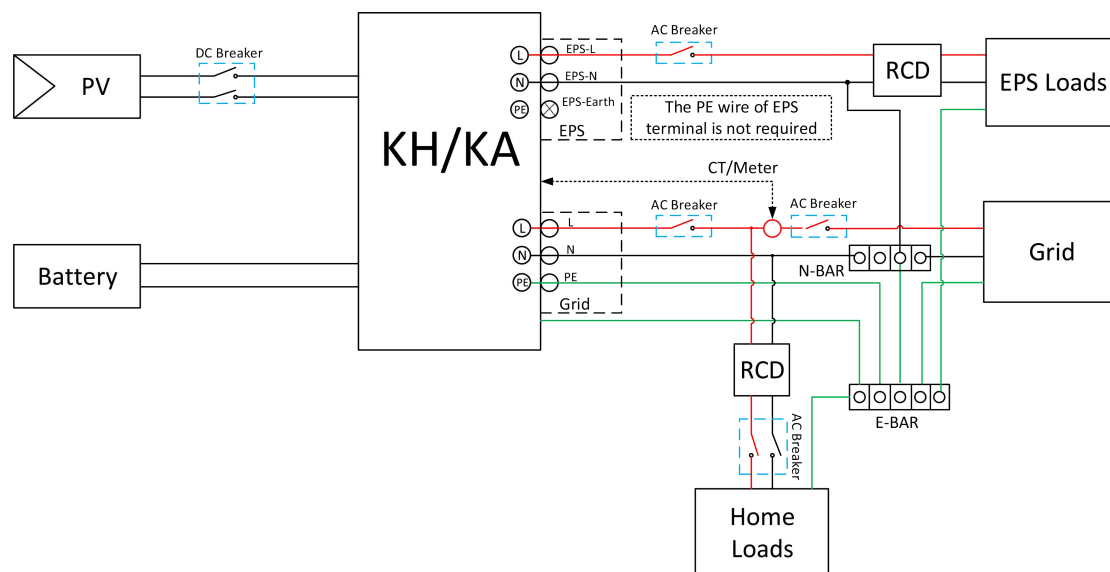 DC Breaker
PV
KH/KA
L
EPS-L
N
EPS-N
PE
EPS-Earth
EPS
AC Breaker
RCD
EPS Loads
The PE wire of EPS
terminal is not required
CT/Meter
Battery
L
L
N
N
PE
PE
Grid
AC Breaker
AC Breaker
N-BAR
Grid
RCD
AC Breaker
E-BAR
Home
Loads